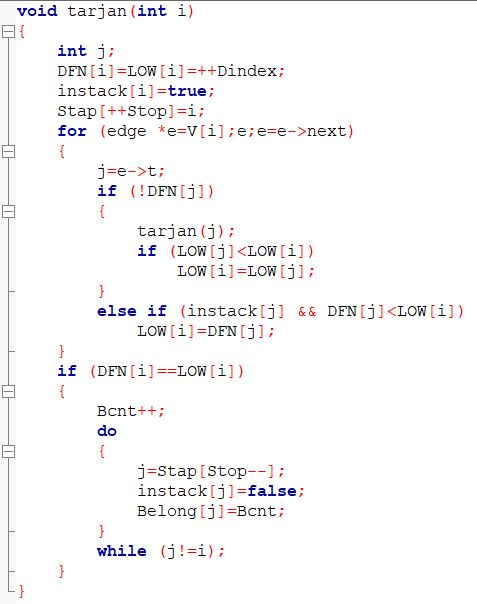 void tarjan(int i)
{
    int j;
    DFN[i]=LOW[i]=++Dindex;
    instack[i]=true;
    Stap[++Stop]=i;
    for (edge *e=V[i];e;e=e->next)
    {
        j=e->t;
        if (!DFN[j])
        {
            tarjan(j);
            if (LOW[j]<LOW[i])
                LOW[i]=LOW[j];
        }
        else if (instack[j] && DFN[j]<LOW[i])
            LOW[i]=DFN[j];
    }
    if (DFN[i]==LOW[i])
    {
        Bcnt++;
        do
        {
            j=Stap[Stop--];
            instack[j]=false;
            Belong[j]=Bcnt;
        }
        while (j!=i);
    }
}